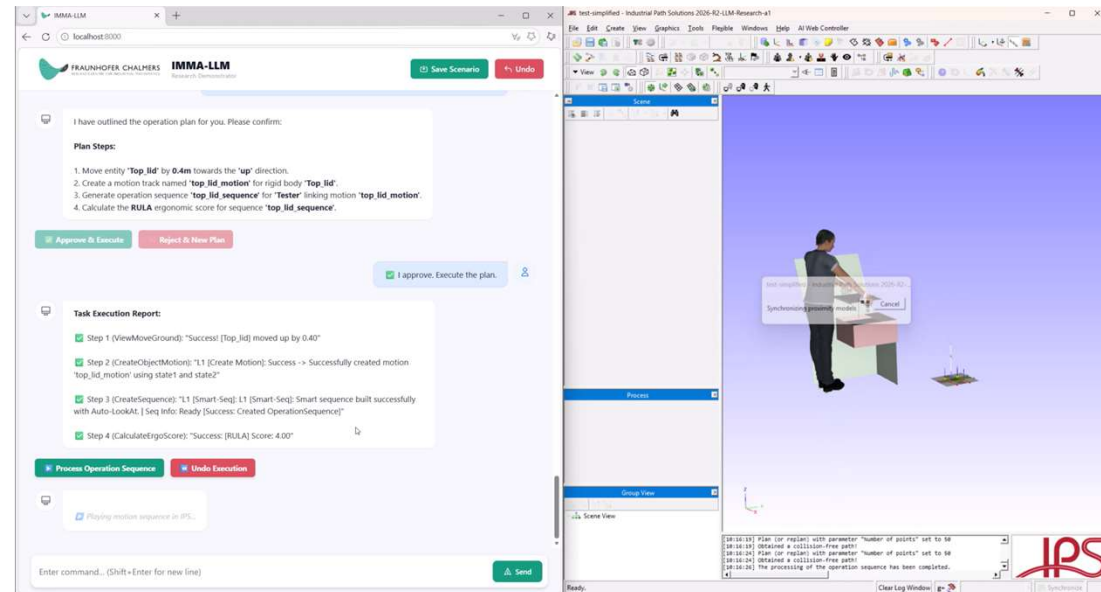 IMMA-LLM
localhost:8000
FRAUNHOFER CHALMERS
IMMA-LLM
Research Demonstrator
Save Scenario
Undo
I have outlined the operation plan for you. Please confirm:
Plan Steps:
1. Move entity 'Top_lid' by 0.4m towards the 'up' direction.
2. Create a motion track named 'top_lid_motion' for rigid body 'Top_lid'.
3. Generate operation sequence 'top_lid_sequence' for 'Tester' linking motion 'top_lid_motion'.
4. Calculate the RULA ergonomic score for sequence 'top_lid_sequence'.
Approve & Execute
Reject & New Plan
I approve. Execute the plan.
Task Execution Report:
Step 1 (ViewMoveGround): "Success! [Top_lid] moved up by 0.40"
Step 2 (CreateObjectMotion): "L1 [Create Motion]: Success -> Successfully created motion
'top_lid_motion' using state1 and state2"
Step 3 (CreateSequence): "L1 [Smart-Seq]: L1 [Smart-Seq]: Smart sequence built successfully
with Auto-LookAt. | Seq Info: Ready [Success: Created OperationSequence]"
Step 4 (CalculateErgoScore): "Success: [RULA] Score: 4.00"
Process Operation Sequence
Undo Execution
Playing motion sequence in IPS...
Enter command... (Shift+Enter for new line)
Send
test-simplified - Industrial Path Solutions 2026-R2-LLM-Research-a1
File Edit Create View Graphics Tools Flexible Windows Help AI Web Controller
View
Scene
Process
Group View
Scene View
test-simplified - Industrial Path Solutions 2026-R2-
Synchronizing proximity models
Cancel
z
[10:16:19] Plan (or replan) with parameter "Number of points" set to 50
[10:16:19] Obtained a collision-free path!
[10:16:24] Plan (or replan) with parameter "Number of points" set to 50
[10:16:24] Obtained a collision-free path!
[10:16:26] The processing of the operation sequence has been completed.
IPS
Ready.
Clear Log Window
g=
Synchronize